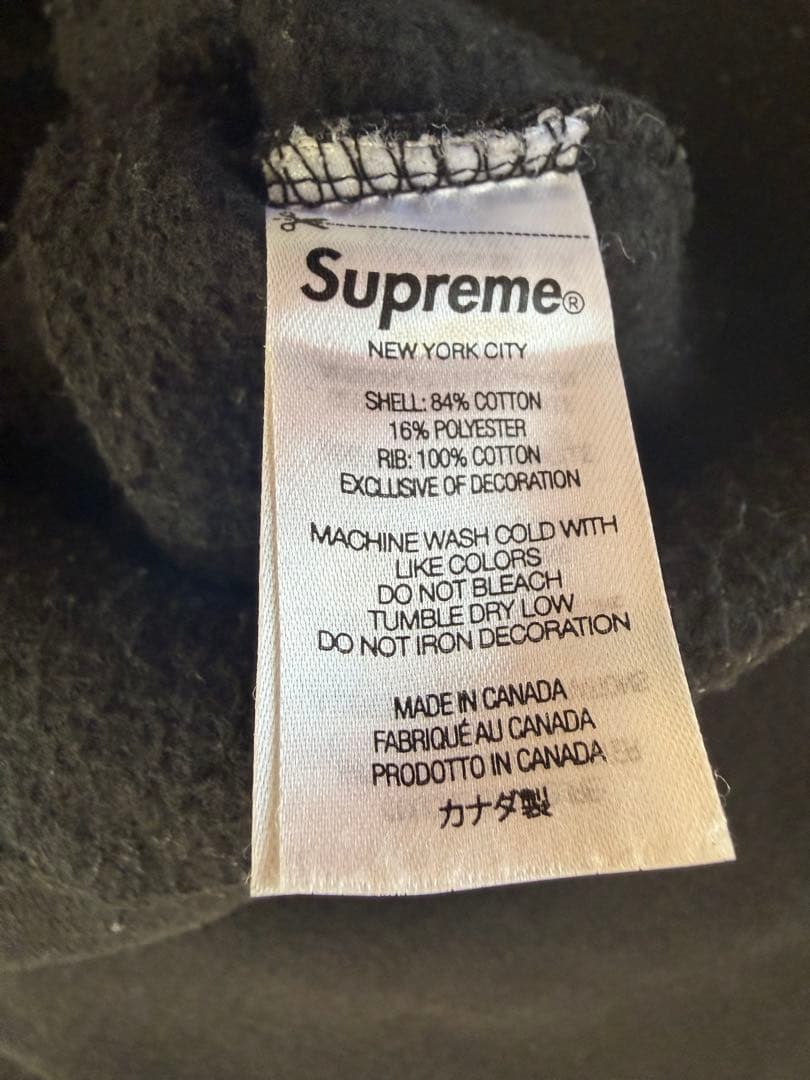 Supreme®
NEW YORK CITY
SHELL: 84% COTTON
16% POLYESTER
RIB: 100% COTTON
EXCLUSIVE OF DECORATION
MACHINE WASH COLD WITH
LIKE COLORS
DO NOT BLEACH
TUMBLE DRY LOW
DO NOT IRON DECORATION
MADE IN CANADA
FABRIQUÉ AU CANADA
PRODOTTO IN CANADA
カナダ製